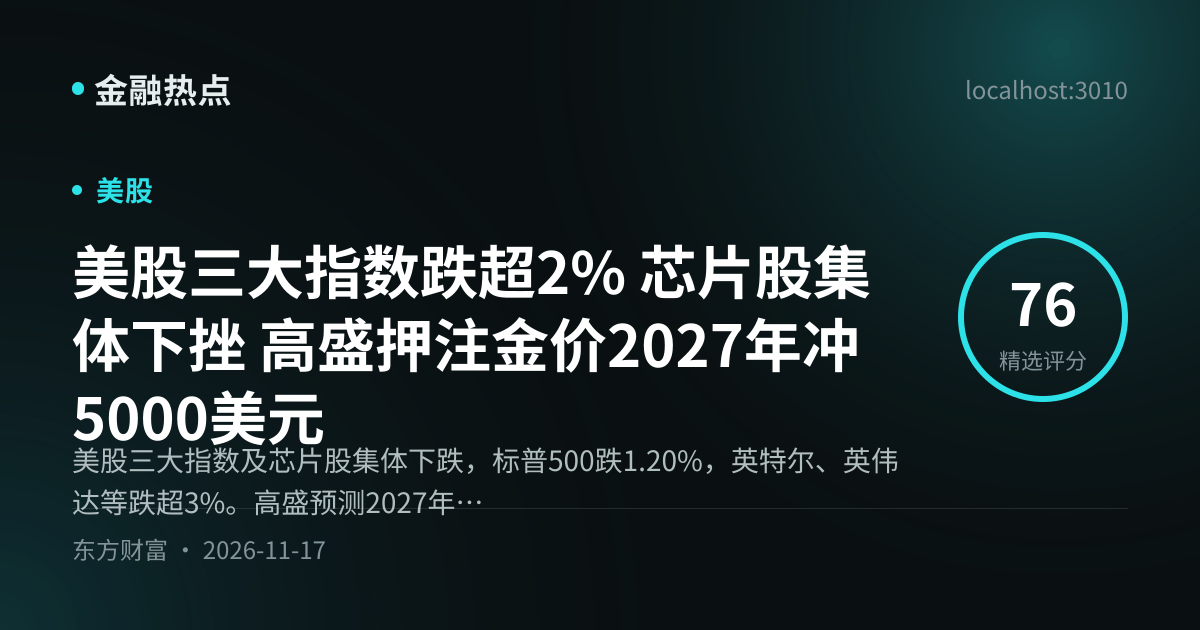 金融热点
localhost:3010
美股
美股三大指数跌超2% 芯片股集
体下挫 高盛押注金价2027年冲
5000美元
76
精选评分
美股三大指数及芯片股集体下跌，标普500跌1.20%，英特尔、英伟
达等跌超3%。高盛预测2027年…
东方财富 • 2026-11-17